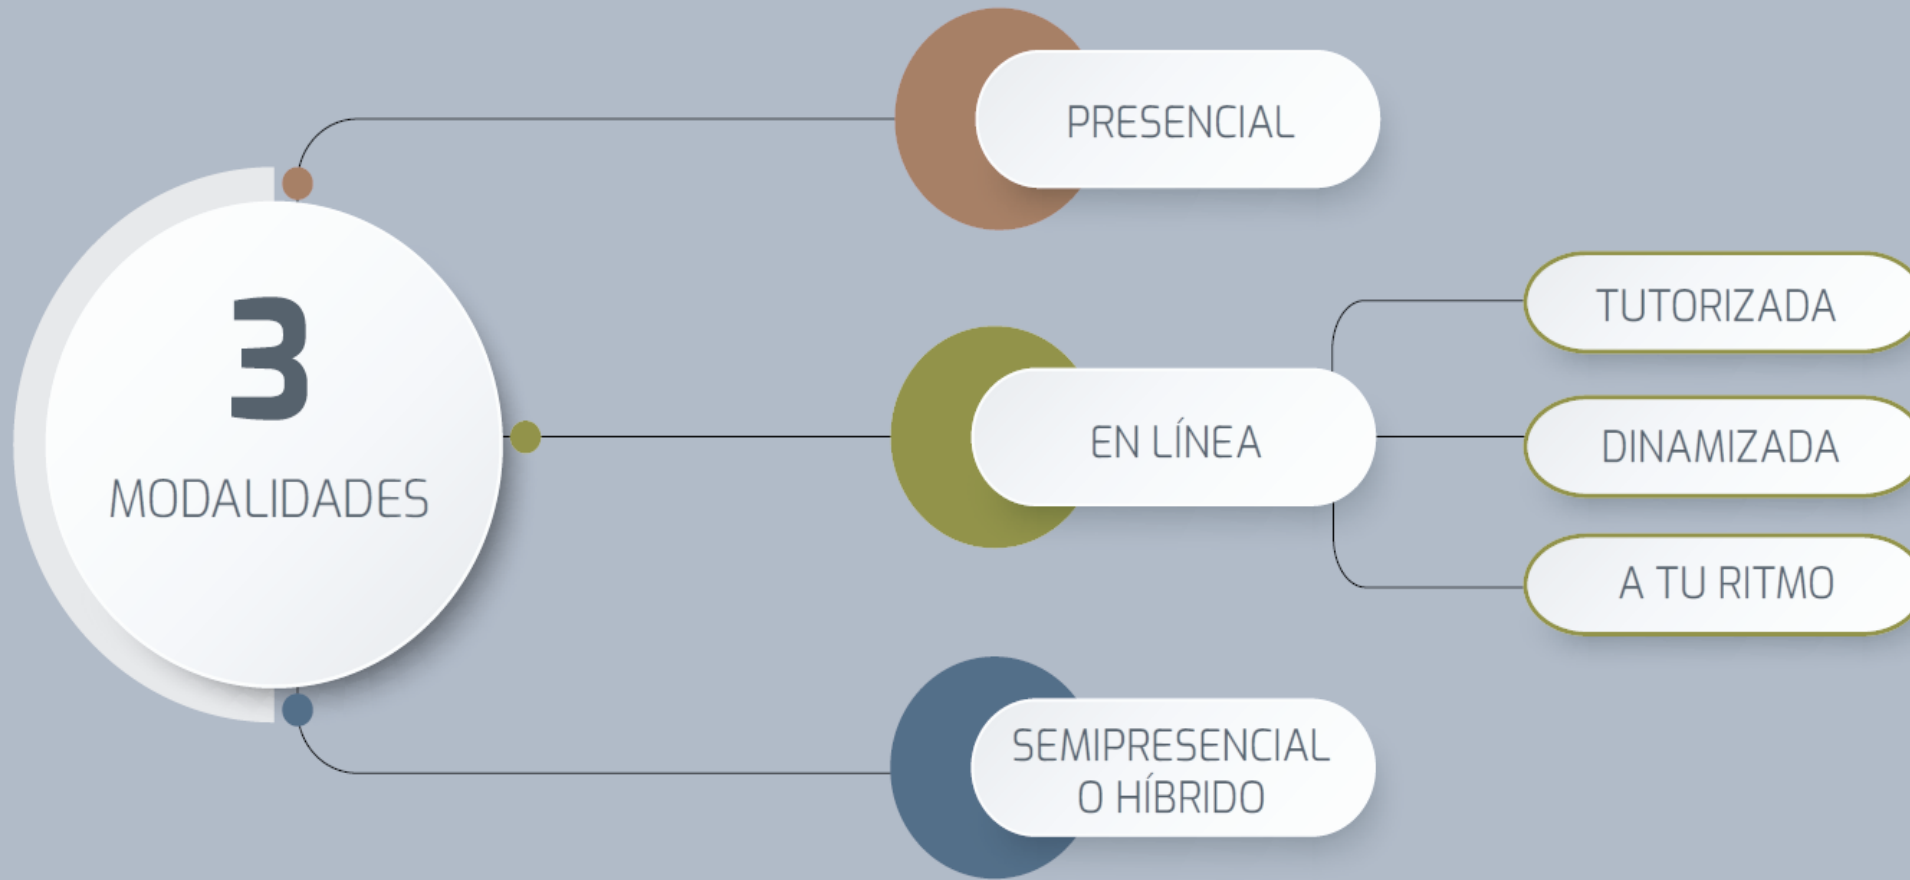 3
MODALIDADES
PRESENCIAL
EN LÍNEA
TUTORIZADA
DINAMIZADA
A TU RITMO
SEMIPRESENCIAL
O HÍBRIDO